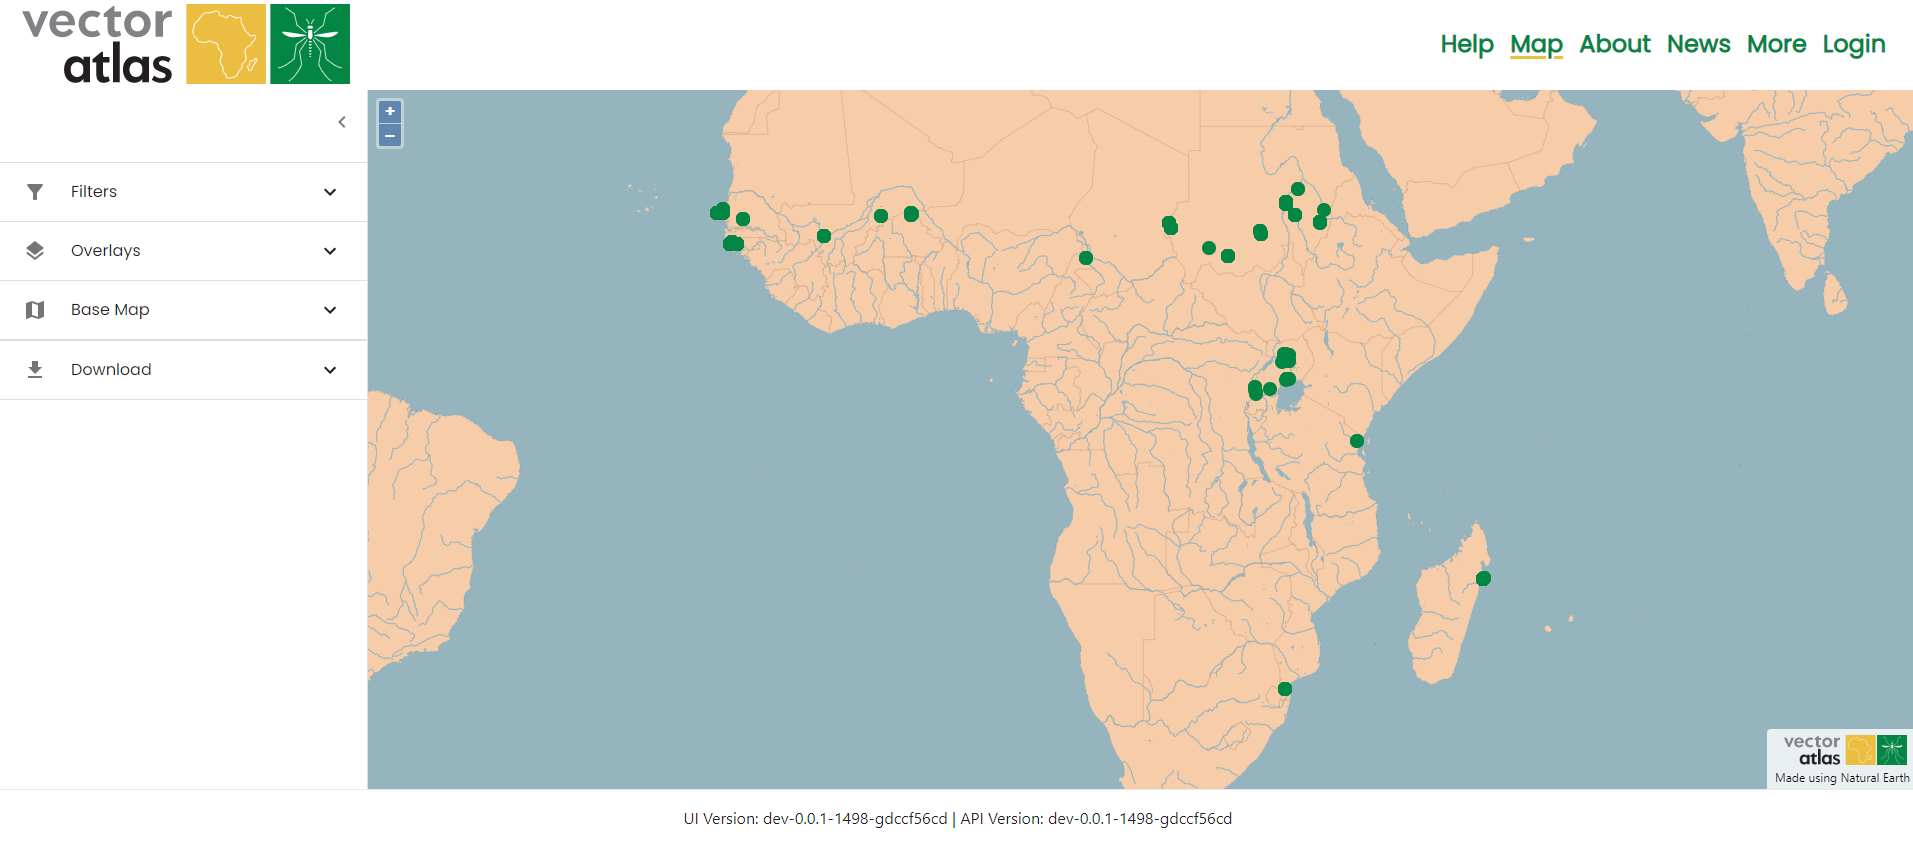 vector
atlas
Help Map About News More Login
+
−
Filters
Overlays
Base Map
Download
vector
atlas
Made using Natural Earth
UI Version: dev-0.0.1-1498-gdccf56cd | API Version: dev-0.0.1-1498-gdccf56cd